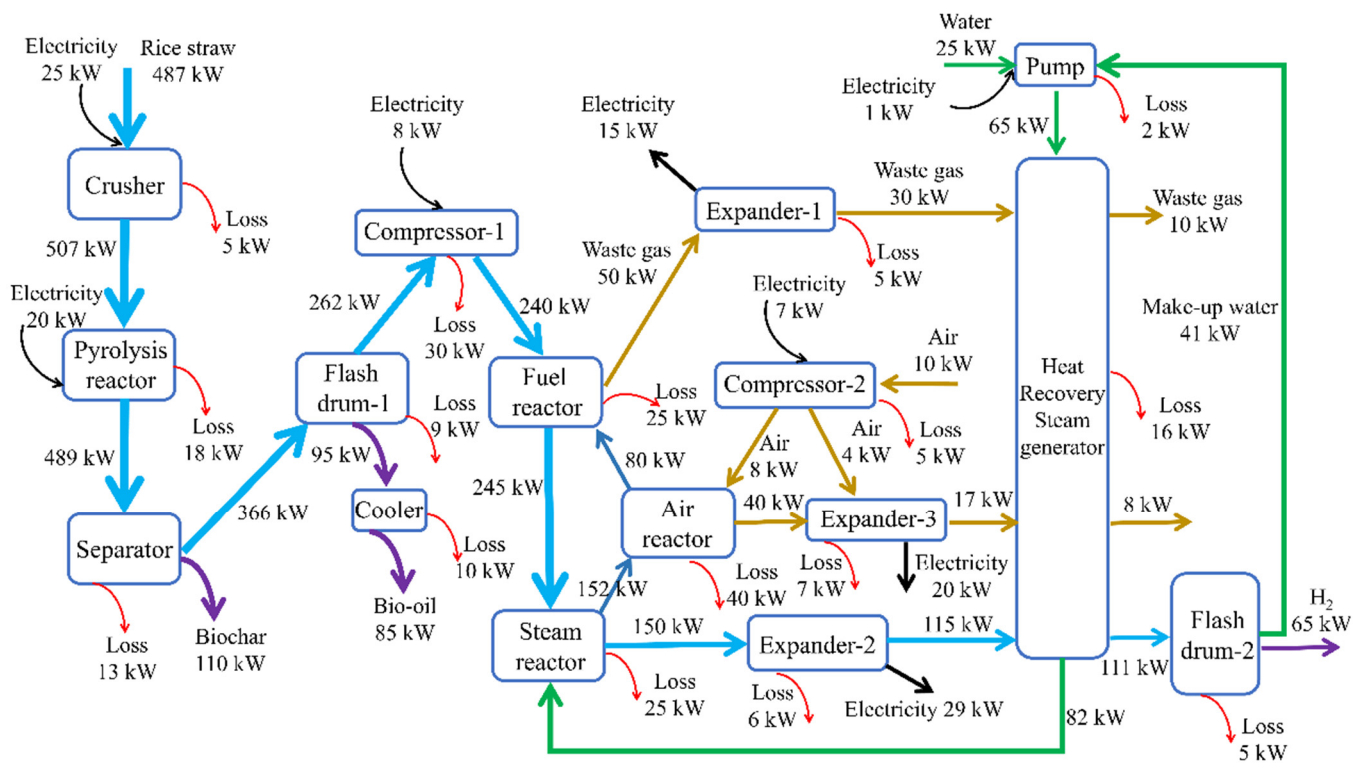 Electricity
25 kW
Rice straw
487 kW
Crusher
Loss
5 kW
507 kW
Electricity
20 kW
Pyrolysis
reactor
Loss
18 kW
489 kW
Separator
Loss
13 kW
Biochar
110 kW
366 kW
Flash
drum-1
Loss
9 kW
95 kW
Cooler
Loss
10 kW
Bio-oil
85 kW
262 kW
Electricity
8 kW
Compressor-1
Loss
30 kW
240 kW
Fuel
reactor
Loss
25 kW
Waste gas
50 kW
Electricity
15 kW
Expander-1
Loss
5 kW
Waste gas
30 kW
Electricity
7 kW
Compressor-2
Air
10 kW
Loss
5 kW
Air
8 kW
Air
4 kW
80 kW
Air
reactor
Loss
40 kW
40 kW
Expander-3
Loss
7 kW
Electricity
20 kW
17 kW
245 kW
152 kW
Steam
reactor
Loss
25 kW
150 kW
Expander-2
Loss
6 kW
Electricity 29 kW
115 kW
Water
25 kW
Pump
Electricity
1 kW
Loss
2 kW
65 kW
Heat
Recovery
Steam
generator
Waste gas
10 kW
Loss
16 kW
8 kW
82 kW
111 kW
Make-up water
41 kW
Flash
drum-2
H₂
65 kW
Loss
5 kW